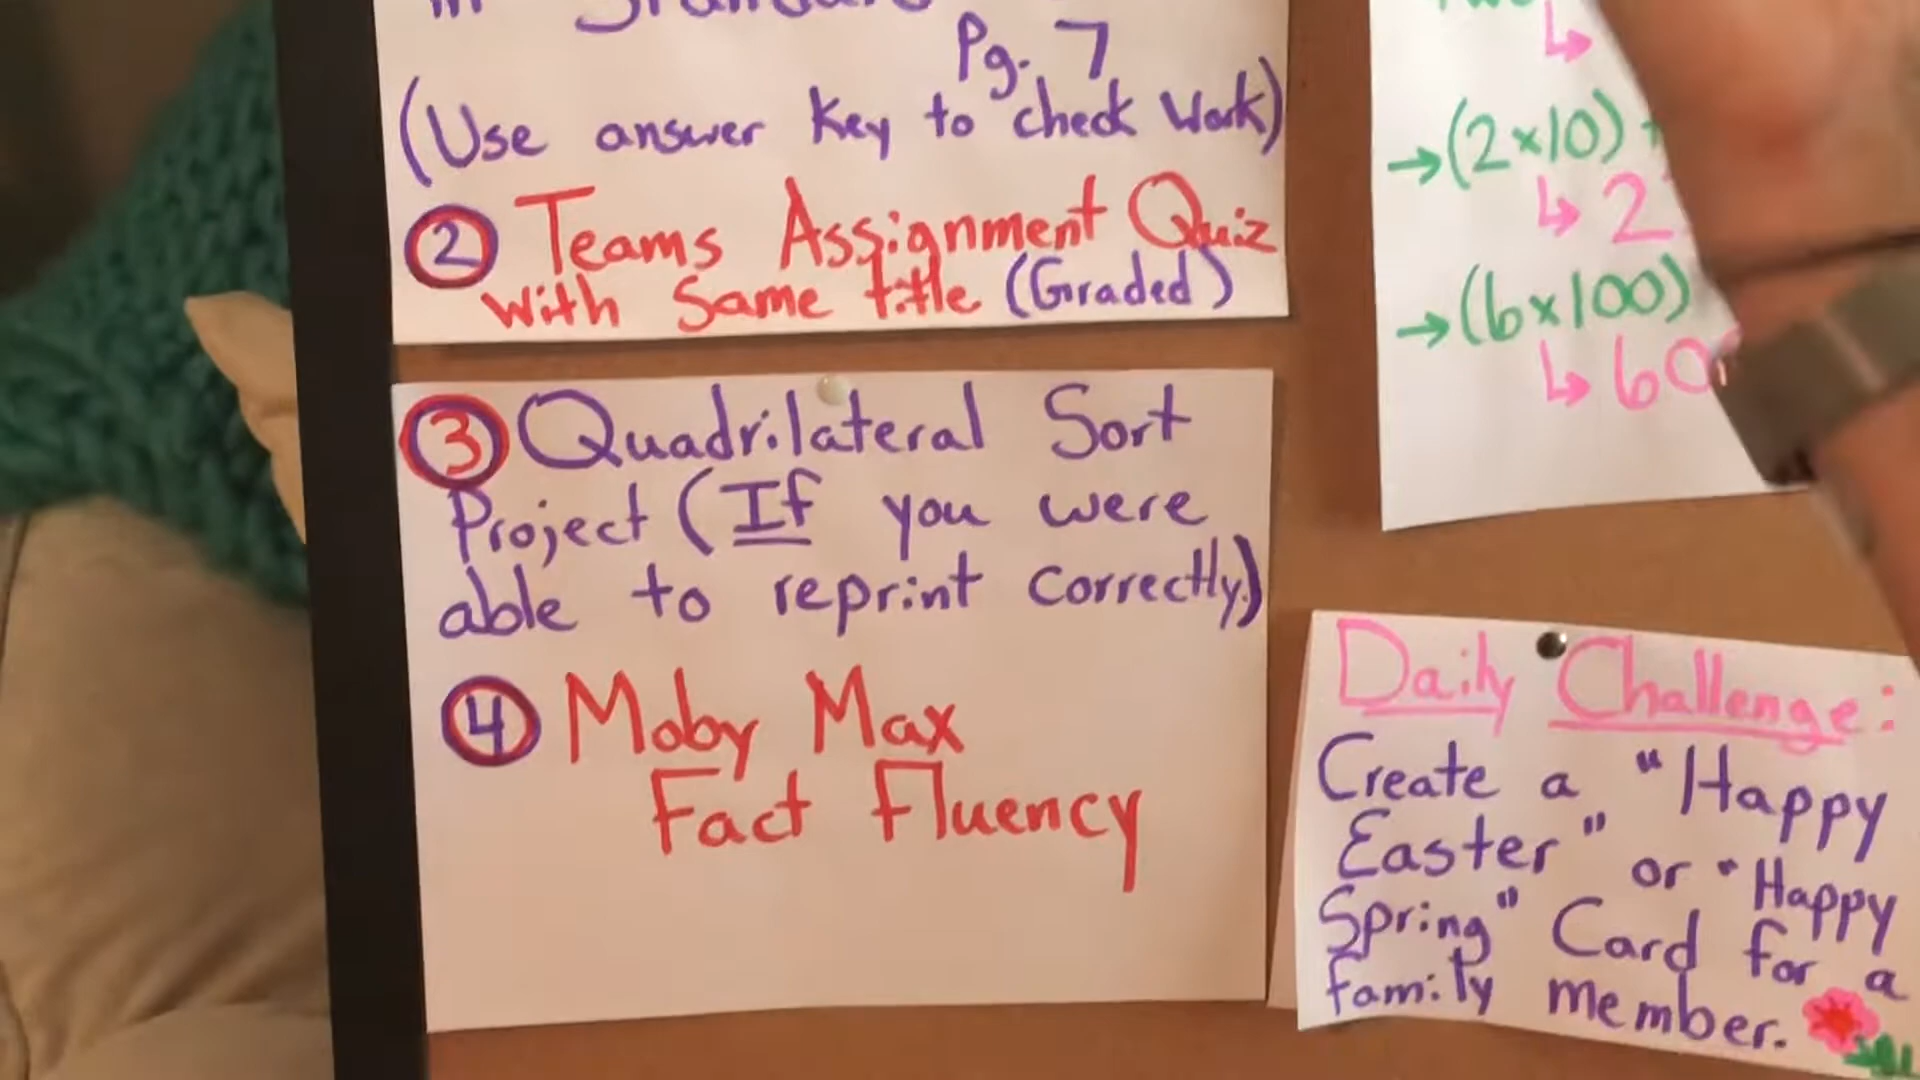 in Standard
Pg. 7
(Use answer key to check work)
2 Teams Assignment Quiz
with same title (Graded)
3 Quadrilateral Sort
Project (If you were
able to reprint correctly.)
4 Moby Max
Fact Fluency
→(2×10) +
↳ 2
→(6×100)
↳ 60
Daily Challenge:
Create a "Happy
Easter" or "Happy
Spring" Card for a
family member.